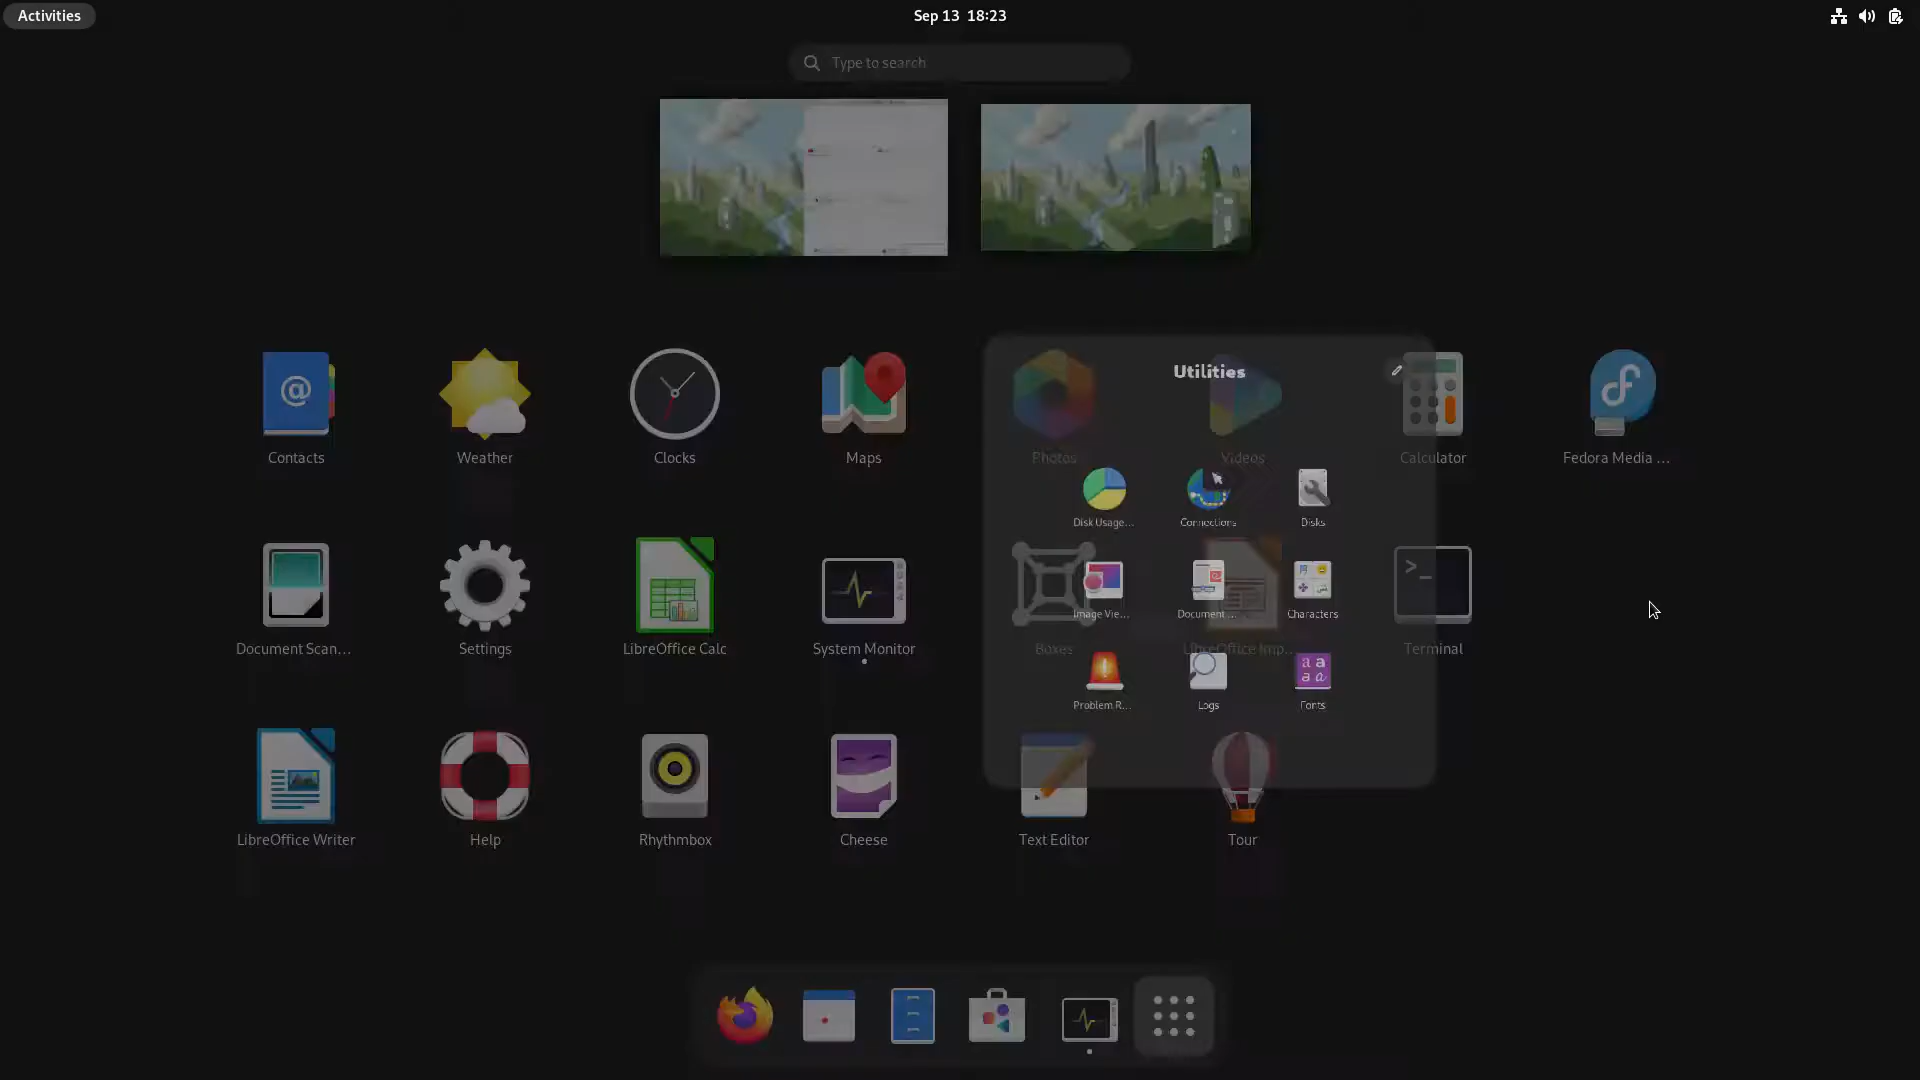 Activities
Sep 13 18:23
Type to search
Utilities
Contacts
Weather
Clocks
Maps
Photos
Videos
Calculator
Fedora Media ...
Disk Usage...
Connections
Disks
Image Vie...
Document ...
Characters
Document Scan...
Settings
LibreOffice Calc
System Monitor
Boxes
LibreOffice Imp...
Terminal
Problem R...
Logs
Fonts
LibreOffice Writer
Help
Rhythmbox
Cheese
Text Editor
Tour